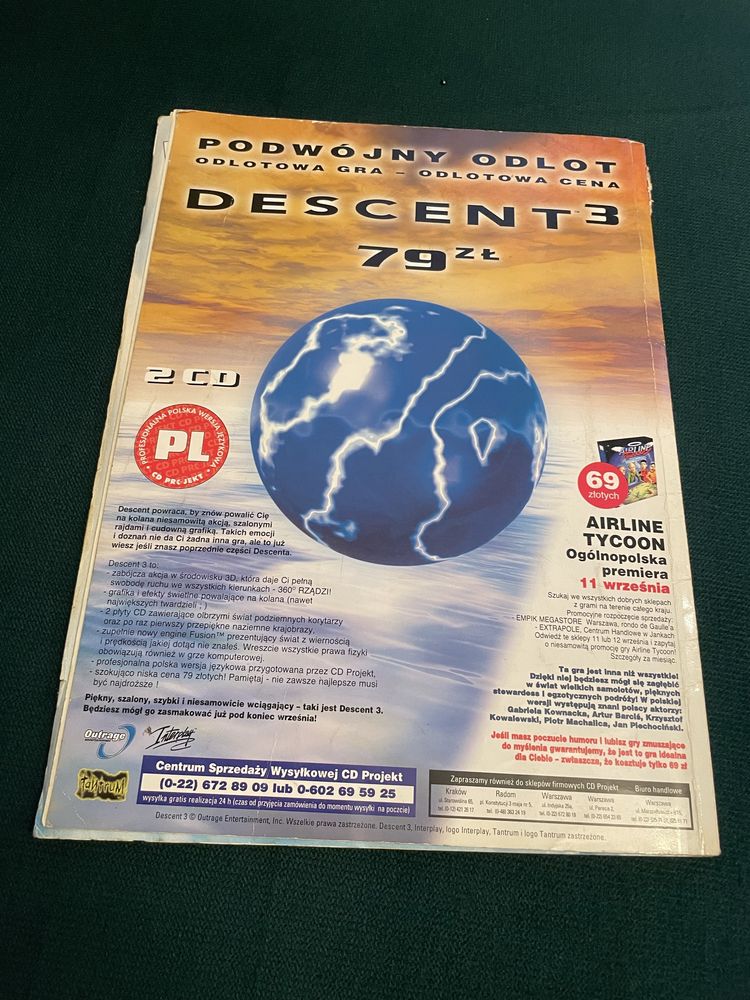 PODWÓJNY ODLOT
ODLOTOWA GRA – ODLOTOWA CENA
DESCENT 3
TM
79 ZŁ
2 CD
PROFESJONALNA POLSKA WERSJA JĘZYKOWA
PL
CD PROJEKT
Descent powraca, by znów powalić Cię
na kolana niesamowitą akcją, szalonymi
rajdami i cudowną grafiką. Takich emocji
i doznań nie da Ci żadna inna gra, ale to już
wiesz jeśli znasz poprzednie części Descenta.
Descent 3 to:
- zabójcza akcja w środowisku 3D, która daje Ci pełną
swobodę ruchu we wszystkich kierunkach - 360° RZĄDZI!
- grafika i efekty świetlne powalające na kolana (nawet
największych twardzieli ; )
- 2 płyty CD zawierające olbrzymi świat podziemnych korytarzy
oraz po raz pierwszy przepiękne naziemne krajobrazy.
- zupełnie nowy engine Fusion™ prezentujący świat z wiernością
i prędkością jakiej dotąd nie znałeś. Wreszcie wszystkie prawa fizyki
obowiązują również w grze komputerowej.
- profesjonalna polska wersja językowa przygotowana przez CD Projekt,
- szokująco niska cena 79 złotych! Pamiętaj - nie zawsze najlepsze musi
być najdroższe !
Piękny, szalony, szybki i niesamowicie wciągający – taki jest Descent 3.
Będziesz mógł go zasmakować już pod koniec września!
69
złotych
AIRLINE
AIRLINE
TYCOON
Ogólnopolska
premiera
11 września
Szukaj we wszystkich dobrych sklepach
z grami na terenie całego kraju.
Promocyjne rozpoczęcie sprzedaży:
- EMPIK MEGASTORE Warszawa, rondo de Gaulle'a
- EXTRAPOLE, Centrum Handlowe w Jankach
Odwiedź te sklepy 11 lub 12 września i zapytaj
o niesamowitą promocję gry Airline Tycoon!
Szczegóły za miesiąc.
Ta gra jest inna niż wszystkie!
Dzięki niej będziesz mógł się zagłębić
w świat wielkich samolotów, pięknych
stewardess i egzotycznych podróży! W polskiej
wersji występują znani polscy aktorzy:
Gabriela Kownacka, Artur Barciś, Krzysztof
Kowalewski, Piotr Machalica, Jan Piechociński.
Jeśli masz poczucie humoru i lubisz gry zmuszające
do myślenia gwarantujemy, że jest to gra idealna
dla Ciebie – zwłaszcza, że kosztuje tylko 69 zł
Outrage
Interplay
Tantrum
Centrum Sprzedaży Wysyłkowej CD Projekt
(0-22) 672 89 09 lub 0-602 69 59 25
wysyłka gratis realizacja 24 h (czas od przyjęcia zamówienia do momentu wysyłki na poczcie)
Zapraszamy również do sklepów firmowych CD Projekt
Biuro handlowe
Kraków
Radom
Warszawa
Warszawa
Warszawa
ul. Starowiślna 65,
pl. Konstytucji 3 maja nr 5,
Descent 3 © Outrage Entertainment, Inc. Wszelkie prawa zastrzeżone. Descent 3, Interplay, logo Interplay, Tantrum i logo Tantrum zastrzeżone.